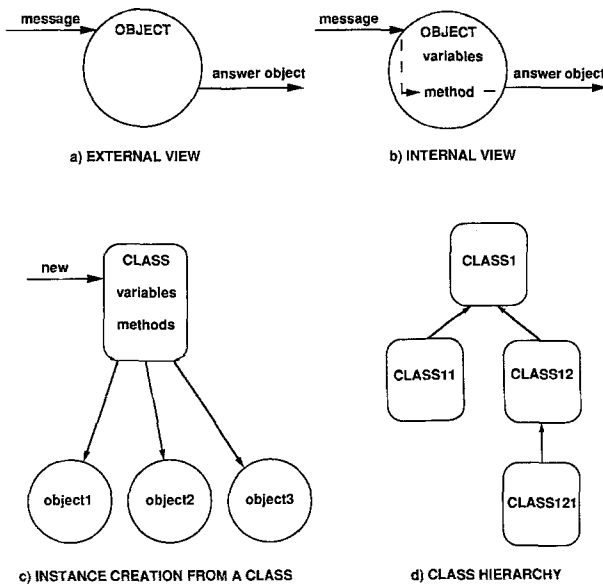 message
OBJECT
answer object
a) EXTERNAL VIEW
message
OBJECT
variables
method
answer object
b) INTERNAL VIEW
new
CLASS
variables
methods
object1
object2
object3
c) INSTANCE CREATION FROM A CLASS
CLASS1
CLASS11
CLASS12
CLASS121
d) CLASS HIERARCHY